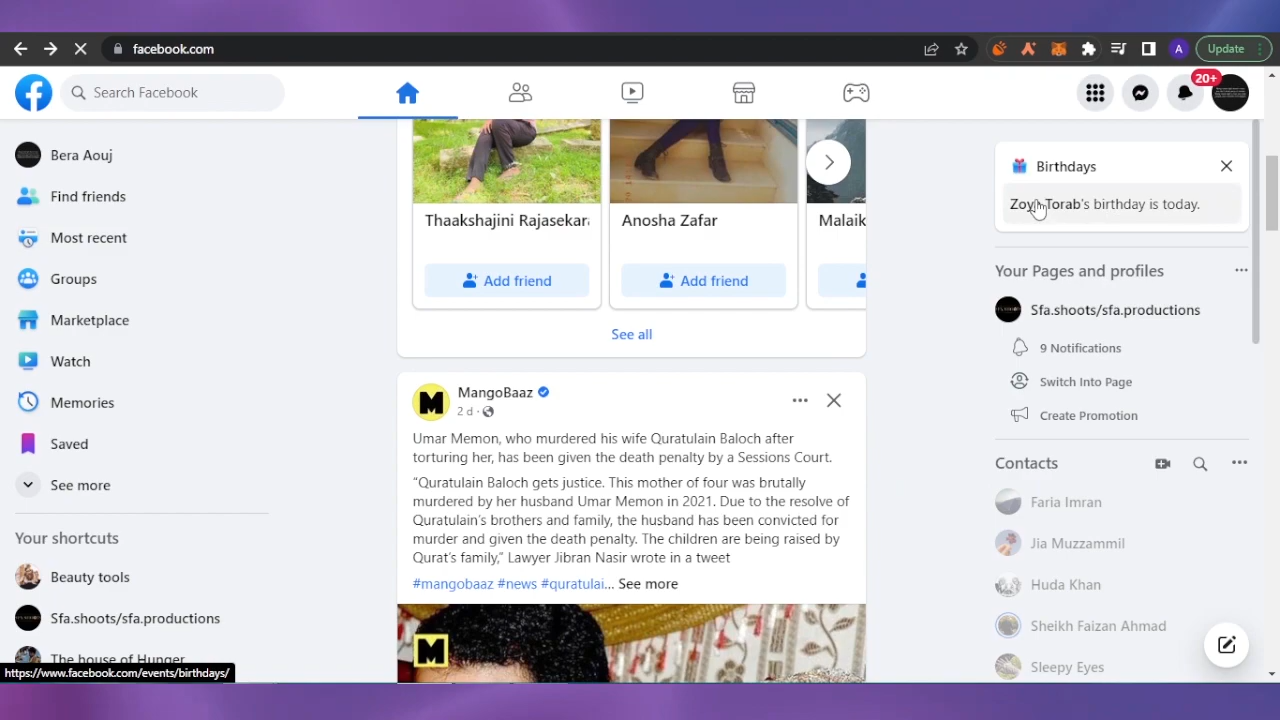 facebook.com
A
Update
Search Facebook
20+
Bera Aouj
Find friends
Most recent
Groups
Marketplace
Watch
Memories
Saved
See more
Your shortcuts
Beauty tools
Sfa.shoots/sfa.productions
The house of Hunger
https://www.facebook.com/events/birthdays/
Thaakshajini Rajasekar
Anosha Zafar
Malaik
Add friend
Add friend
See all
M
MangoBaaz
2 d ·
Umar Memon, who murdered his wife Quratulain Baloch after
torturing her, has been given the death penalty by a Sessions Court.
“Quratulain Baloch gets justice. This mother of four was brutally
murdered by her husband Umar Memon in 2021. Due to the resolve of
Quratulain’s brothers and family, the husband has been convicted for
murder and given the death penalty. The children are being raised by
Qurat’s family,” Lawyer Jibran Nasir wrote in a tweet
#mangobaaz #news #quratulai... See more
M
Birthdays
Torab's birthday is today.
Your Pages and profiles
Sfa.shoots/sfa.productions
9 Notifications
Switch Into Page
Create Promotion
Contacts
Faria Imran
Jia Muzzammil
Huda Khan
Sheikh Faizan Ahmad
Sleepy Eyes